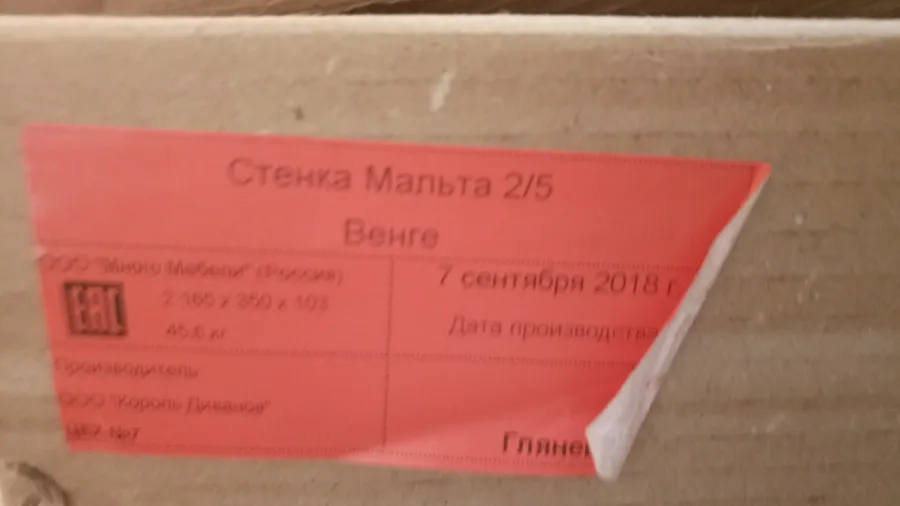 Стенка Мальта 2/5
Венге
ООО "Много Мебели" (Россия)
EAC
2 165 x 350 x 103
45.6 кг
7 сентября 2018 г
Дата производства
Производитель
ООО "Король Диванов"
ЦЕХ №7
Глянец